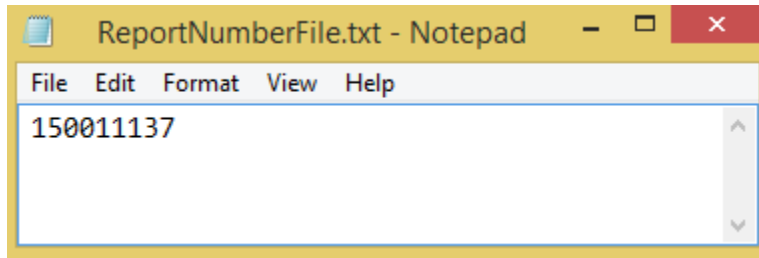 ReportNumberFile.txt - Notepad
File Edit Format View Help
150011137